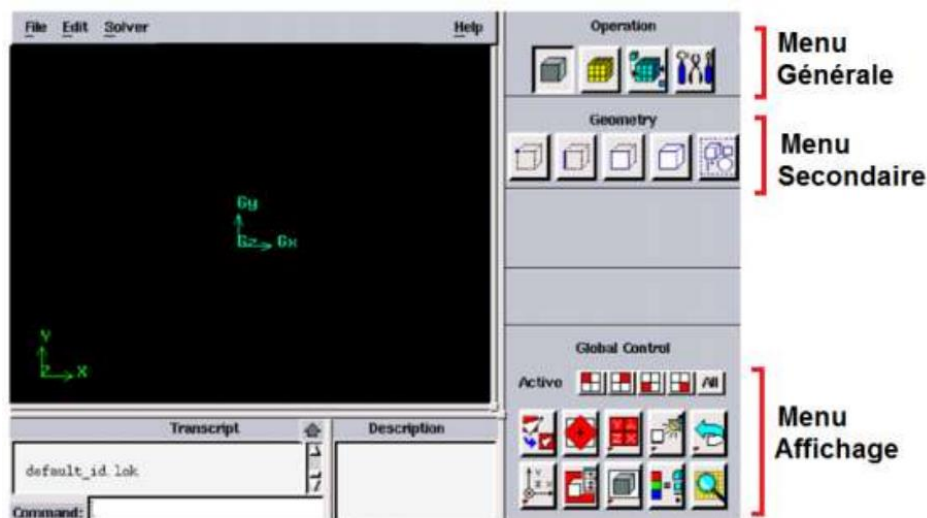 File Edit Solver Help
Operation
Menu
Générale
Geometry
Menu
Secondaire
Gy
Gz Gx
Y
Z X
Global Control
Active All
Menu
Affichage
Transcript
Description
default_id.lok
Command: